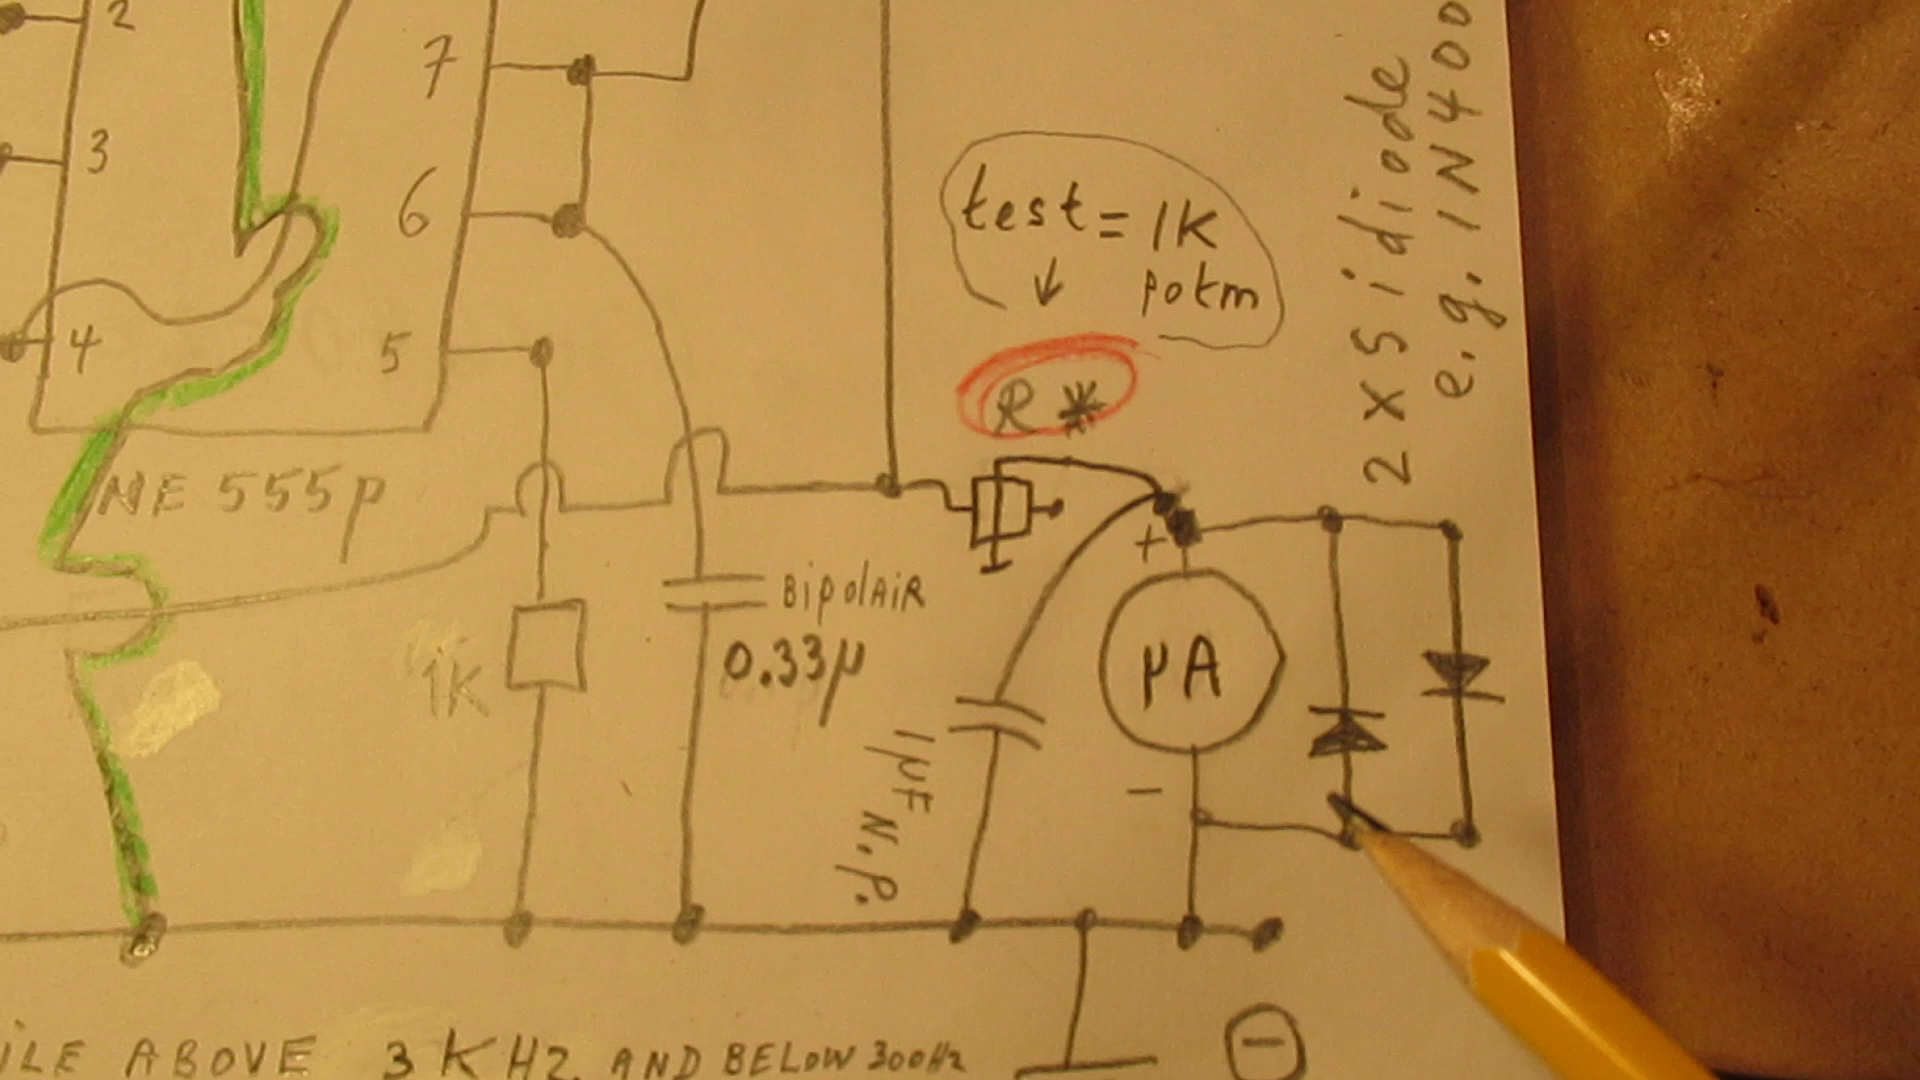 2
7
3
6
4
5
NE 555p
test = 1K
↓ potm
R *
2 x Si diode
e.g. 1N400
+
µA
-
1K
Bipolair
0.33µ
1µF
N.P.
ILE ABOVE 3 KHZ AND BELOW 300HZ
-